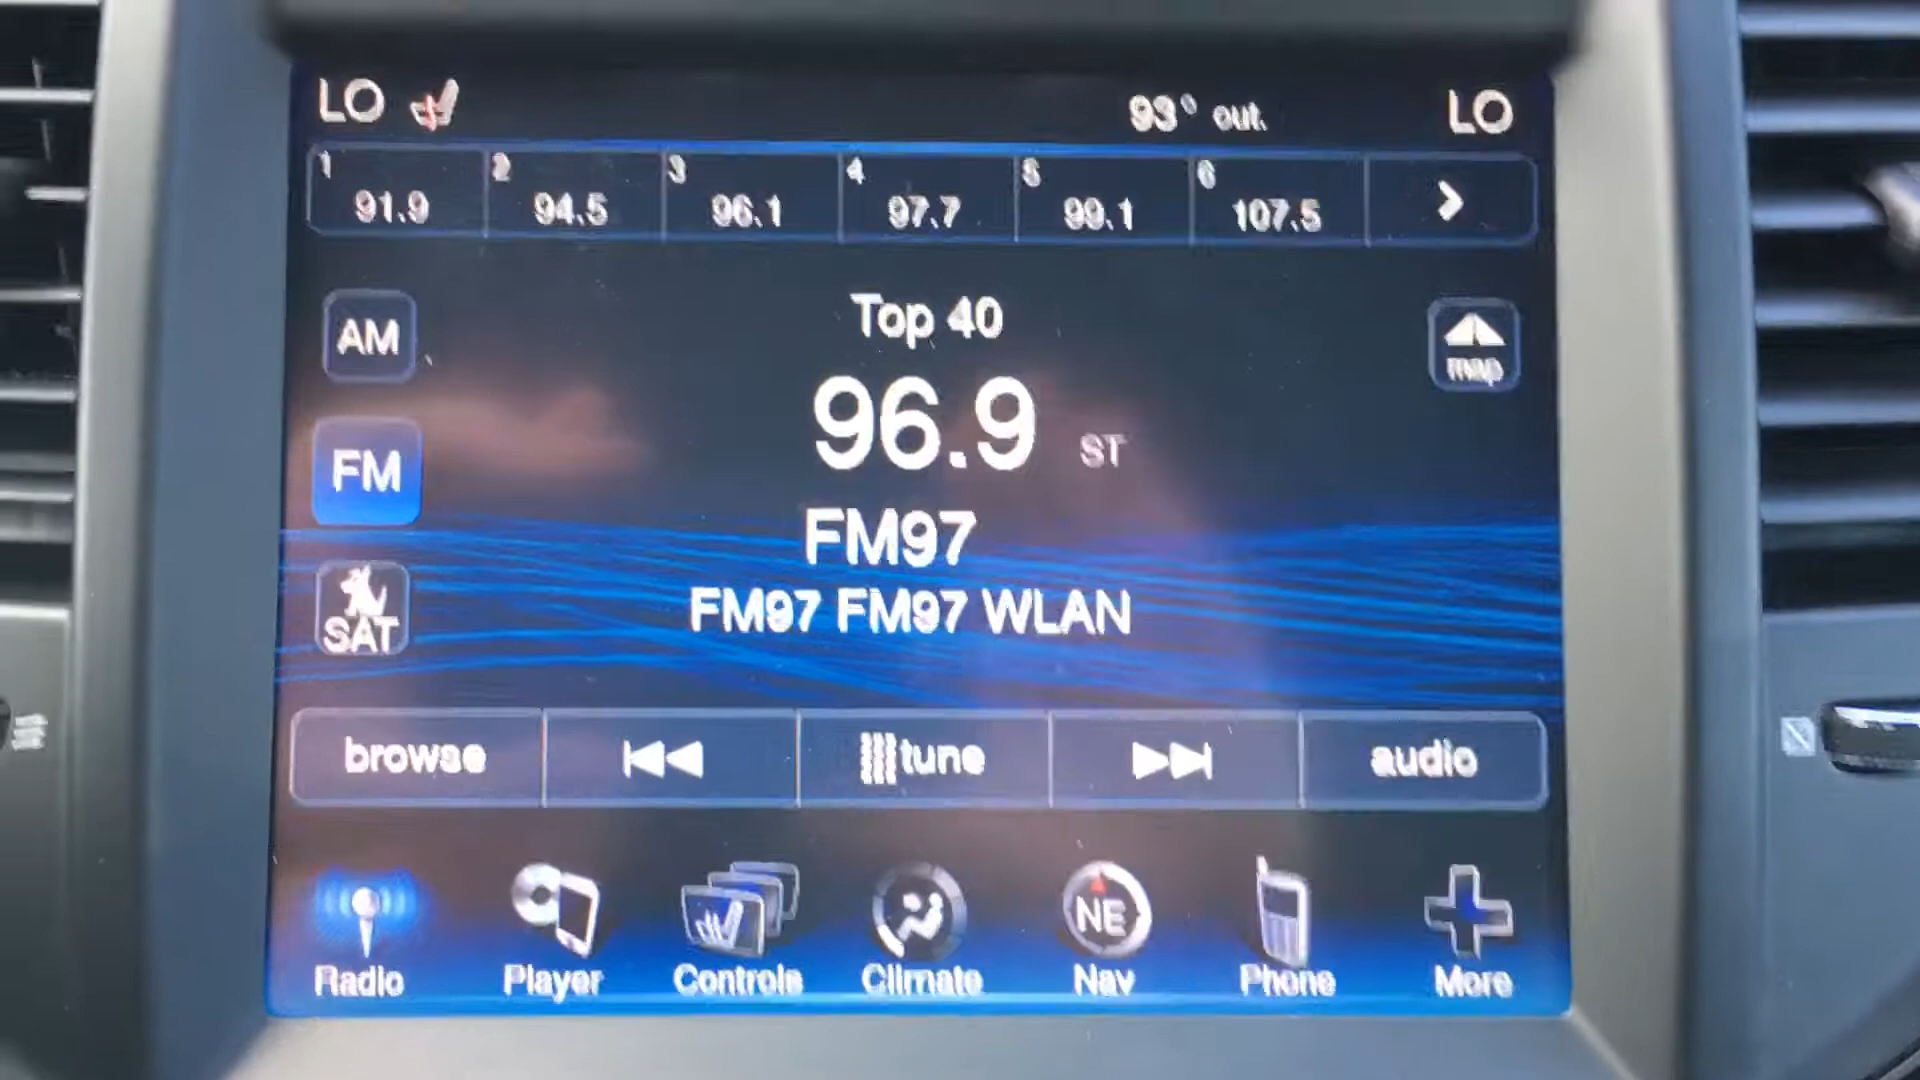 LO 93° out. LO
1 2 3 4 5 6
91.9 94.5 96.1 97.7 99.1 107.5
Top 40
AM
map
96.9 ST
FM
FM97
FM97 FM97 WLAN
SAT
browse tune audio
NE
Radio Player Controls Climate Nav Phone More